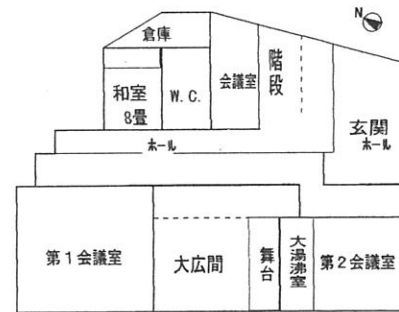 N
倉庫
和室
8畳
W.C.
会議室
階段
玄関
ホール
ホール
第1会議室
大広間
舞台
大湯沸室
第2会議室